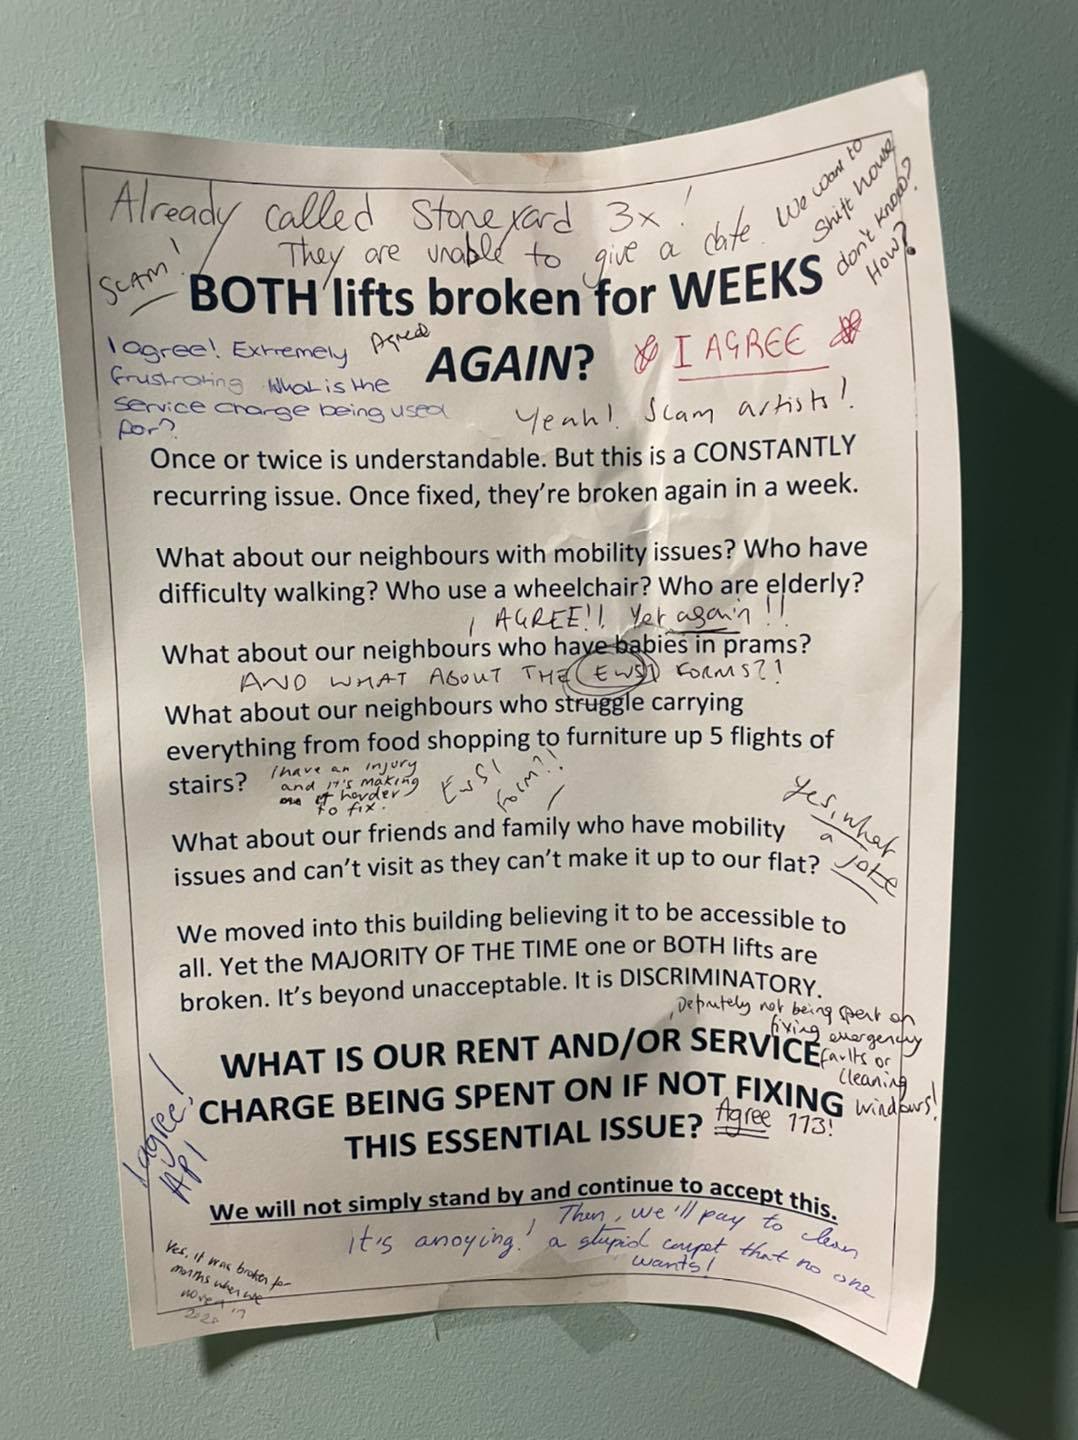 Already called Stoneyard 3x!
They are unable to give a date.
We want to
shift house
don't know?
How?
SCAM!
BOTH lifts broken for WEEKS
AGAIN?
I agree! Extremely
frustrating What is the
service charge being used
for?
Agreed
I AGREE
Yeah! Scam artists!
Once or twice is understandable. But this is a CONSTANTLY
recurring issue. Once fixed, they're broken again in a week.
What about our neighbours with mobility issues? Who have
difficulty walking? Who use a wheelchair? Who are elderly?
I AGREE!! Yet again!!
What about our neighbours who have babies in prams?
AND WHAT ABOUT THE EWS1 FORMS?!
What about our neighbours who struggle carrying
everything from food shopping to furniture up 5 flights of
stairs?
I have an injury
and it's making
it harder
to fix.
EWS1
form?!
Yes, what
a joke
What about our friends and family who have mobility
issues and can't visit as they can't make it up to our flat?
We moved into this building believing it to be accessible to
all. Yet the MAJORITY OF THE TIME one or BOTH lifts are
broken. It's beyond unacceptable. It is DISCRIMINATORY.
Definitely not being spent on
fixing emergency
faults or
cleaning
windows!
WHAT IS OUR RENT AND/OR SERVICE
CHARGE BEING SPENT ON IF NOT FIXING
THIS ESSENTIAL ISSUE?
Agree 113!
I agree!
AP1
We will not simply stand by and continue to accept this.
It's anoying!
Then, we'll pay to clean
a stupid carpet that no one
wants!
Yes, it was broken for
months when we
moved in
2020